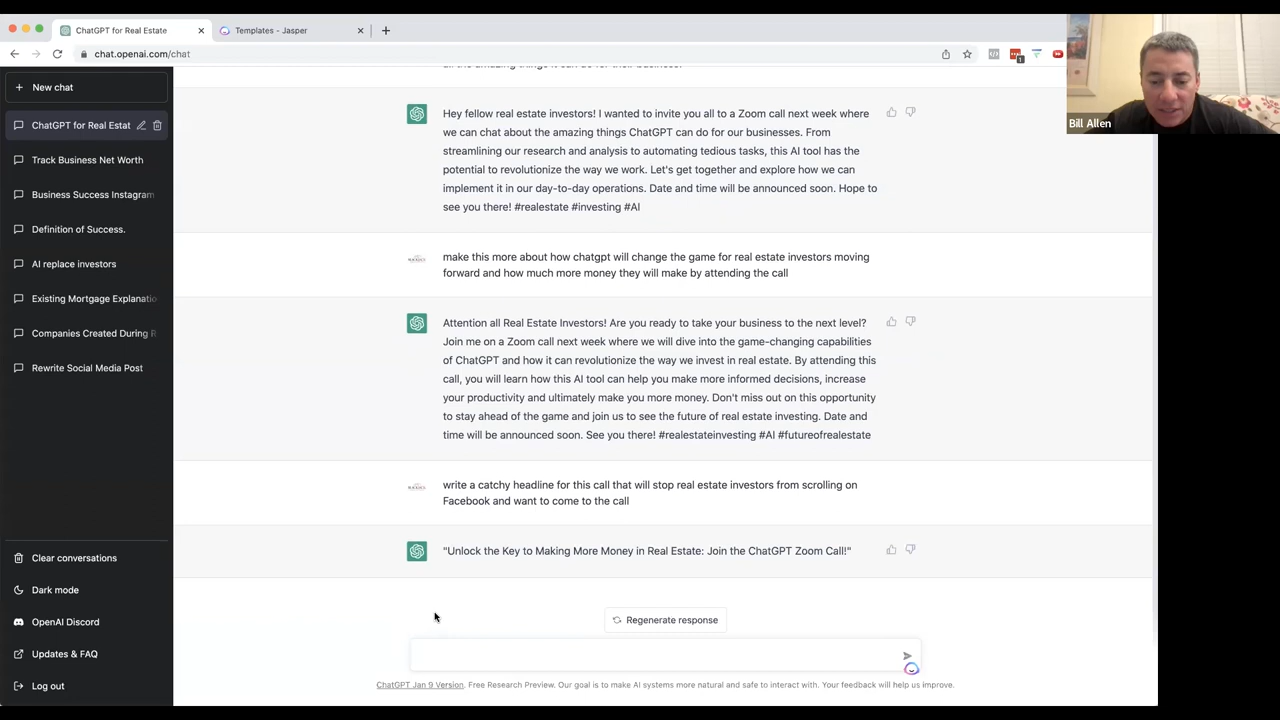 ChatGPT for Real Estate
Templates - Jasper
chat.openai.com/chat
1
Bill Allen
New chat
ChatGPT for Real Estat
Track Business Net Worth
Business Success Instagram
Definition of Success.
AI replace investors
Existing Mortgage Explanatio
Companies Created During R
Rewrite Social Media Post
Clear conversations
Dark mode
OpenAI Discord
Updates & FAQ
Log out
all the amazing things it can do for their business.
Hey fellow real estate investors! I wanted to invite you all to a Zoom call next week where
we can chat about the amazing things ChatGPT can do for our businesses. From
streamlining our research and analysis to automating tedious tasks, this AI tool has the
potential to revolutionize the way we work. Let's get together and explore how we can
implement it in our day-to-day operations. Date and time will be announced soon. Hope to
see you there! #realestate #investing #AI
make this more about how chatgpt will change the game for real estate investors moving
forward and how much more money they will make by attending the call
Attention all Real Estate Investors! Are you ready to take your business to the next level?
Join me on a Zoom call next week where we will dive into the game-changing capabilities
of ChatGPT and how it can revolutionize the way we invest in real estate. By attending this
call, you will learn how this AI tool can help you make more informed decisions, increase
your productivity and ultimately make you more money. Don't miss out on this opportunity
to stay ahead of the game and join us to see the future of real estate investing. Date and
time will be announced soon. See you there! #realestateinvesting #AI #futureofrealestate
write a catchy headline for this call that will stop real estate investors from scrolling on
Facebook and want to come to the call
"Unlock the Key to Making More Money in Real Estate: Join the ChatGPT Zoom Call!"
Regenerate response
ChatGPT Jan 9 Version. Free Research Preview. Our goal is to make AI systems more natural and safe to interact with. Your feedback will help us improve.